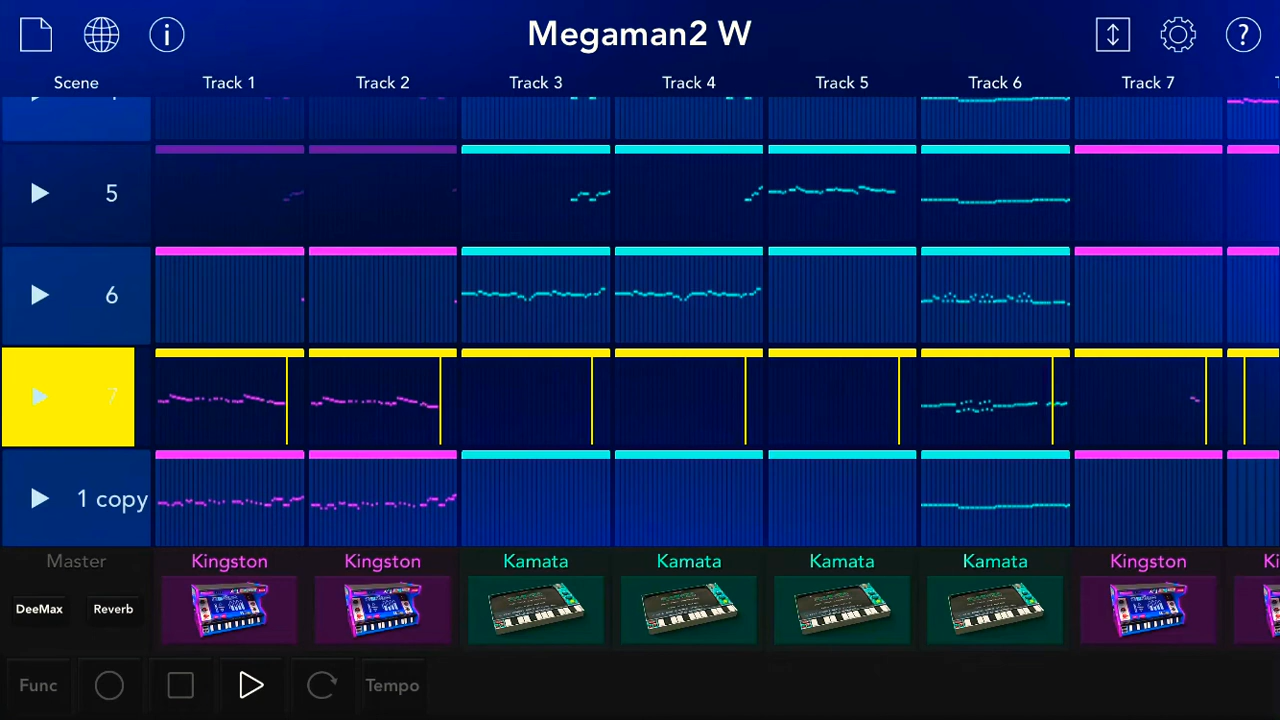 Megaman2 W
Scene Track 1 Track 2 Track 3 Track 4 Track 5 Track 6 Track 7
5
6
7
1 copy
Master Kingston Kingston Kamata Kamata Kamata Kamata Kingston
DeeMax Reverb
Func Tempo